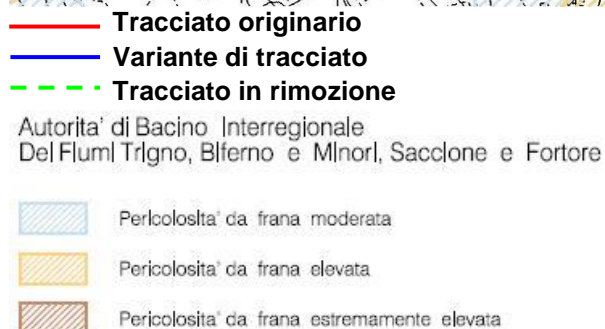 Tracciato originario
Variante di tracciato
Tracciato in rimozione
Autorita' di Bacino Interregionale
Dei Fiumi Trigno, Biferno e Minori, Saccione e Fortore
Pericolosita' da frana moderata
Pericolosita' da frana elevata
Pericolosita' da frana estremamente elevata